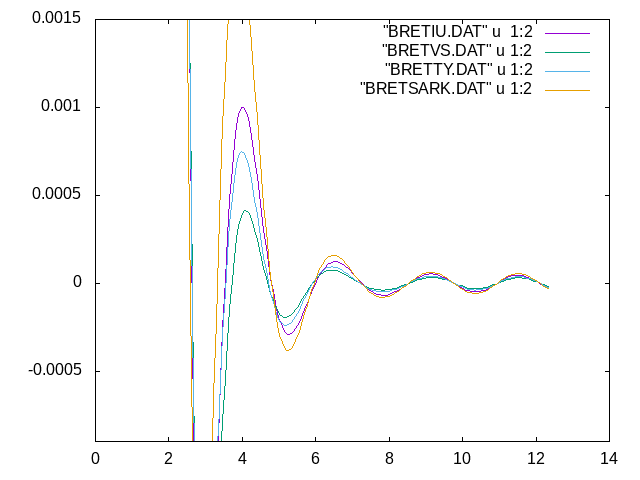 0.0015
"BRETIU.DAT" u  1:2
"BRETVS.DAT" u 1:2
"BRETTY.DAT" u 1:2
"BRETSARK.DAT" u 1:2
0.001
0.0005
0
-0.0005
0 2 4 6 8 10 12 14